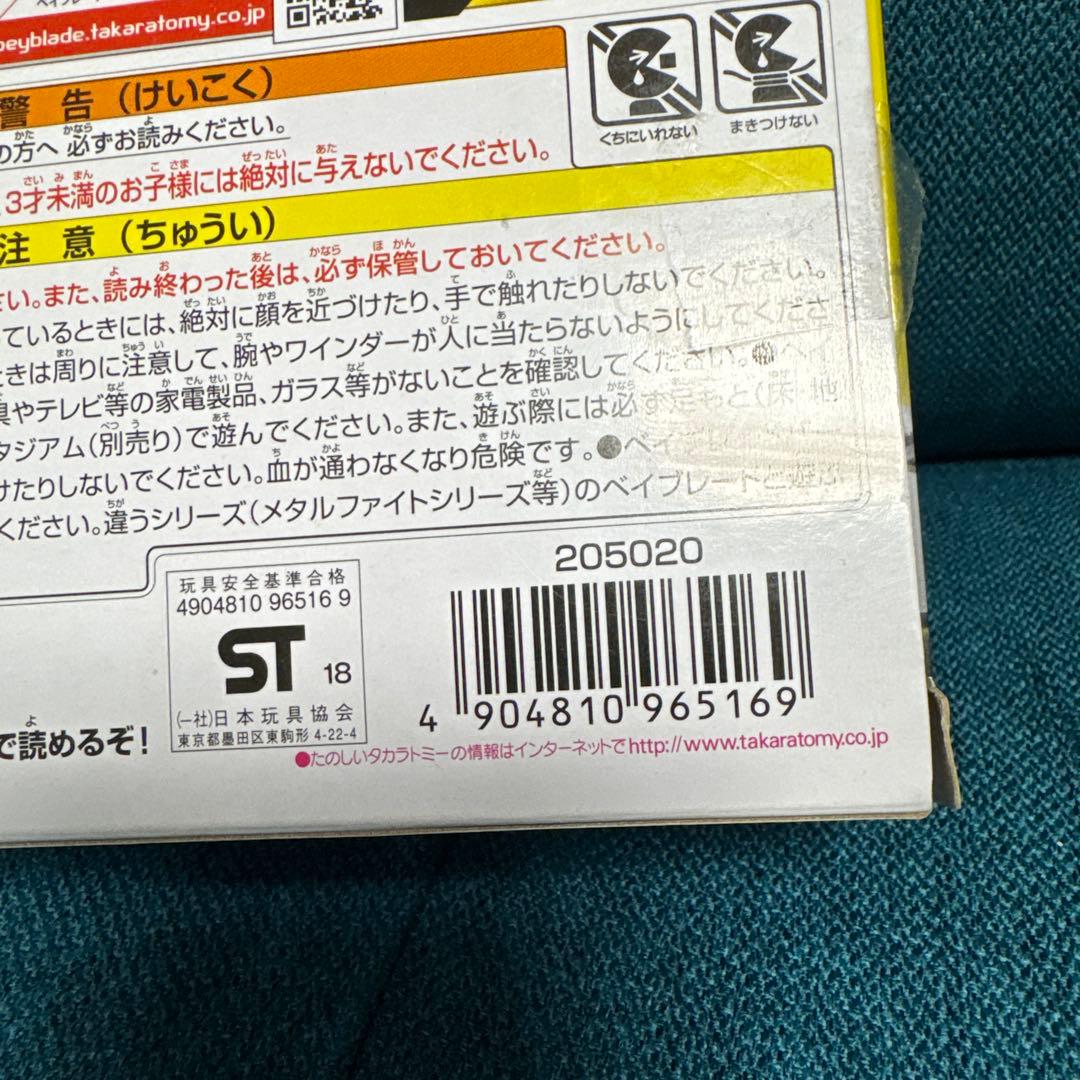 ベイブレード
beyblade.takaratomy.co.jp
警 告 (けいこく)
の方へ 必ずお読みください。
3才未満のお子様には絶対に与えないでください。
くちにいれない
まきつけない
注 意 (ちゅうい)
さい。また、読み終わった後は、必ず保管しておいてください。
っているときには、絶対に顔を近づけたり、手で触れたりしないでください。
ときは周りに注意して、腕やワインダーが人に当たらないようにしてくださ
具やテレビ等の家電製品、ガラス等がないことを確認してください。
タジアム(別売り)で遊んでください。また、遊ぶ際には必ず
けたりしないでください。血が通わなくなり危険です。●ベイ
ください。違うシリーズ(メタルファイトシリーズ等)のベイブレードと遊ぶ
で読めるぞ!
玩具安全基準合格
4904810 96516 9
ST 18
(一社)日本玩具協会
東京都墨田区東駒形 4-22-4
205020
4 904810 965169
●たのしいタカラトミーの情報はインターネットでhttp://www.takaratomy.co.jp